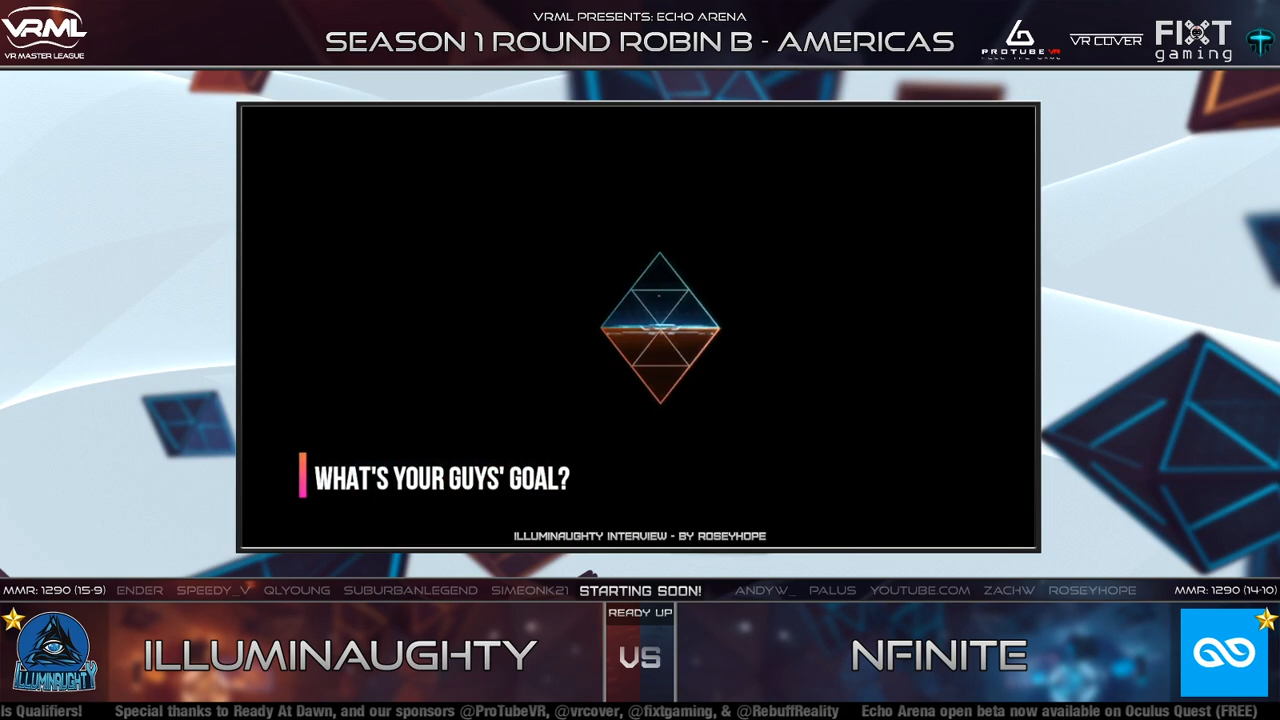 VRML
VR MASTER LEAGUE
VRML PRESENTS: ECHO ARENA
SEASON 1 ROUND ROBIN B - AMERICAS
PROTUBEVR
VR COVER
FIXT
gaming
WHAT'S YOUR GUYS' GOAL?
ILLUMINAUGHTY INTERVIEW - BY ROSEYHOPE
MMR: 1290 (15-9) ENDER SPEEDY_V QLYOUNG SUBURBANLEGEND SIMEONK21 STARTING SOON! ANDYW_ PALUS YOUTUBE.COM ZACHW ROSEYHOPE MMR: 1290 (14-10)
READY UP
ILLUMINAUGHTY
ILLUMINAUGHTY VS NFINITE
ls Qualifiers! Special thanks to Ready At Dawn, and our sponsors @ProTubeVR, @vrcover, @fixtgaming, & @RebuffReality Echo Arena open beta now available on Oculus Quest (FREE)